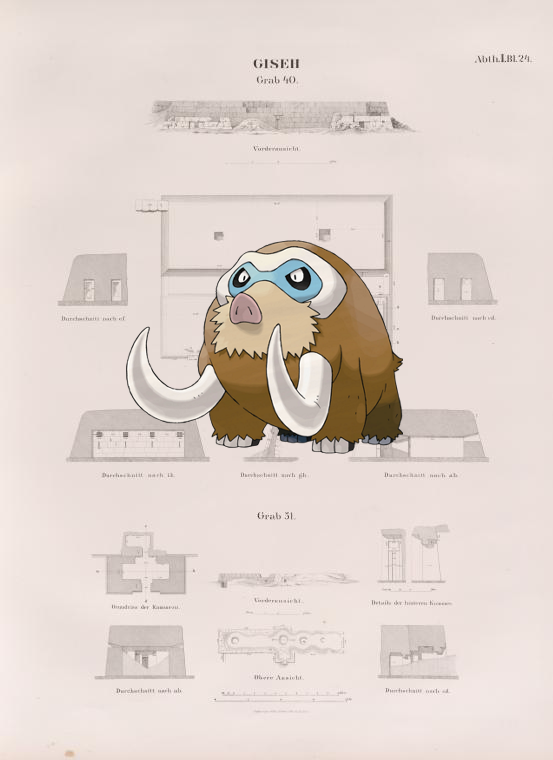 GISEH
Abth.I.Bl.24.
Grab 40.
Vorderansicht.
Durchschnitt nach ef.
Durchschnitt nach cd.
Durchschnitt nach ik.
Durchschnitt nach gh.
Durchschnitt nach ab.
Grab 31.
Grundriss der Kammern.
Vorderansicht.
Details der hinteren Kammer.
Durchschnitt nach ab.
Obere Ansicht.
Durchschnitt nach cd.